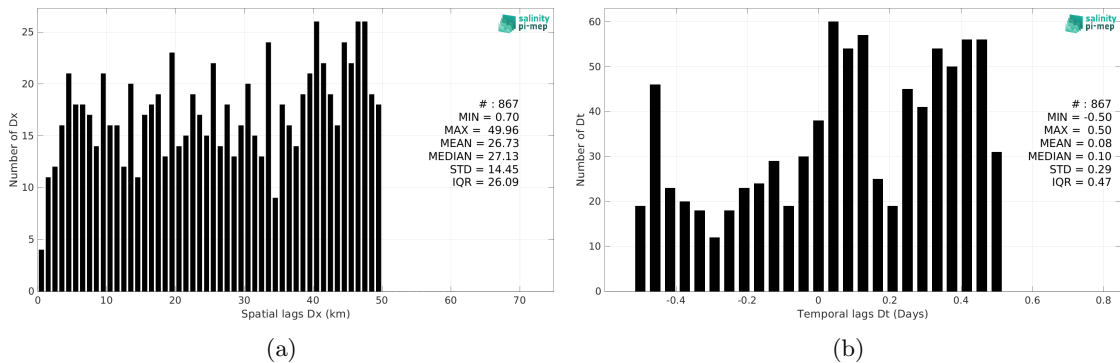 salinity
pi-mep
25
20
15
10
5
0
Number of Dx
# : 867
MIN = 0.70
MAX = 49.96
MEAN = 26.73
MEDIAN = 27.13
STD = 14.45
IQR = 26.09
0 10 20 30 40 50 60 70
Spatial lags Dx (km)
(a)
salinity
pi-mep
60
50
40
30
20
10
0
Number of Dt
# : 867
MIN = -0.50
MAX = 0.50
MEAN = 0.08
MEDIAN = 0.10
STD = 0.29
IQR = 0.47
-0.4 -0.2 0 0.2 0.4 0.6 0.8
Temporal lags Dt (Days)
(b)